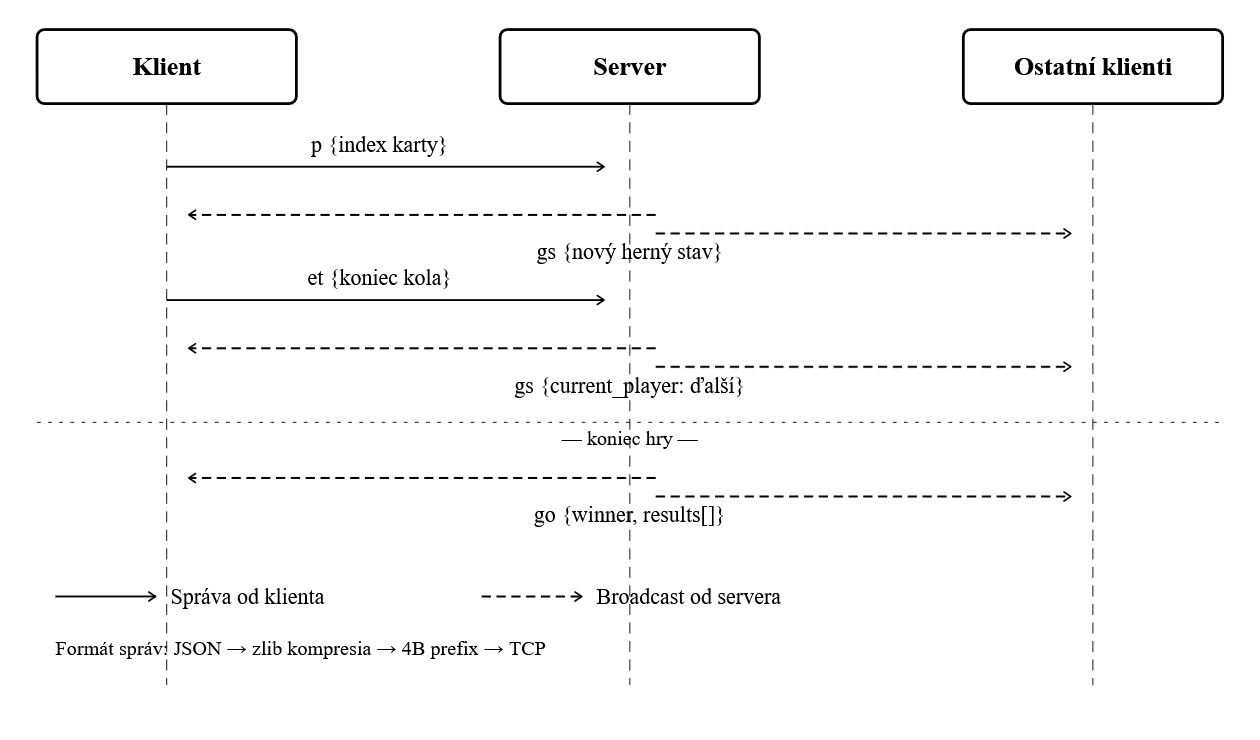 Klient
Server
Ostatní klienti
p {index karty}
gs {nový herný stav}
et {koniec kola}
gs {current_player: ďalší}
— koniec hry —
go {winner, results[]}
Správa od klienta
Broadcast od servera
Formát správ: JSON → zlib kompresia → 4B prefix → TCP